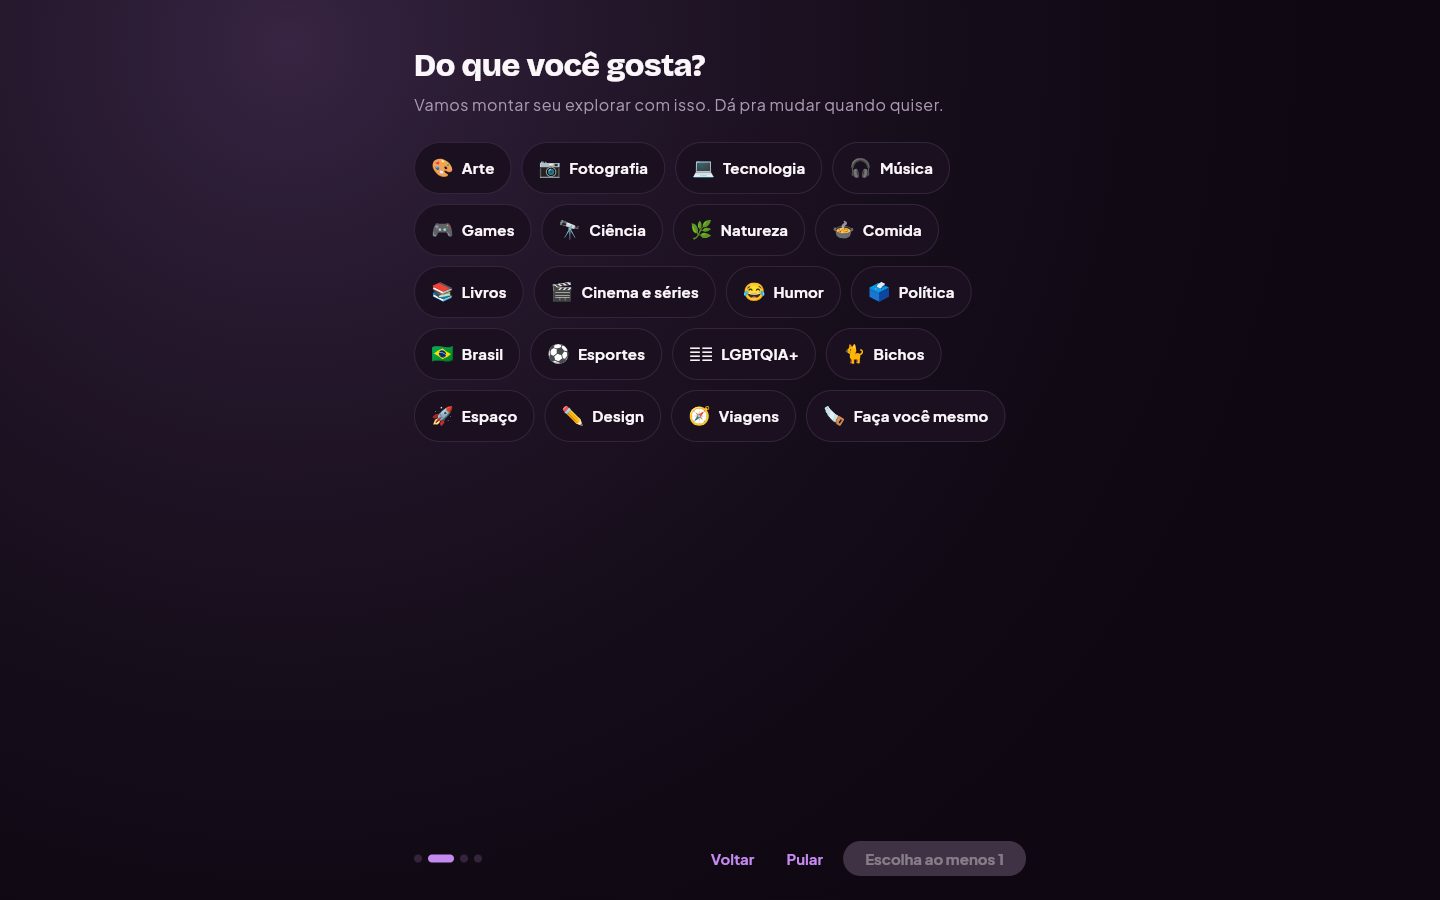 Do que você gosta?
Vamos montar seu explorar com isso. Dá pra mudar quando quiser.
🎨 Arte 📷 Fotografia 💻 Tecnologia 🎧 Música
🎮 Games 🔭 Ciência 🌿 Natureza 🍲 Comida
📚 Livros 🎬 Cinema e séries 😂 Humor 🗳️ Política
🇧🇷 Brasil ⚽ Esportes LGBTQIA+ 🐈 Bichos
🚀 Espaço ✏️ Design 🧭 Viagens 🪚 Faça você mesmo
Voltar Pular Escolha ao menos 1